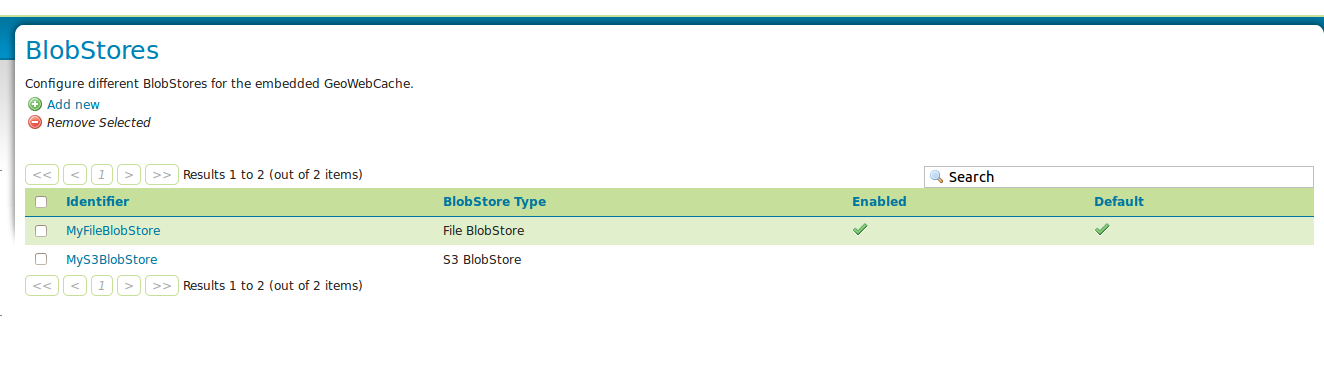 BlobStores
Configure different BlobStores for the embedded GeoWebCache.
Add new
Remove Selected
<< < 1 > >> Results 1 to 2 (out of 2 items) Search
Identifier BlobStore Type Enabled Default
MyFileBlobStore File BlobStore
MyS3BlobStore S3 BlobStore
<< < 1 > >> Results 1 to 2 (out of 2 items)